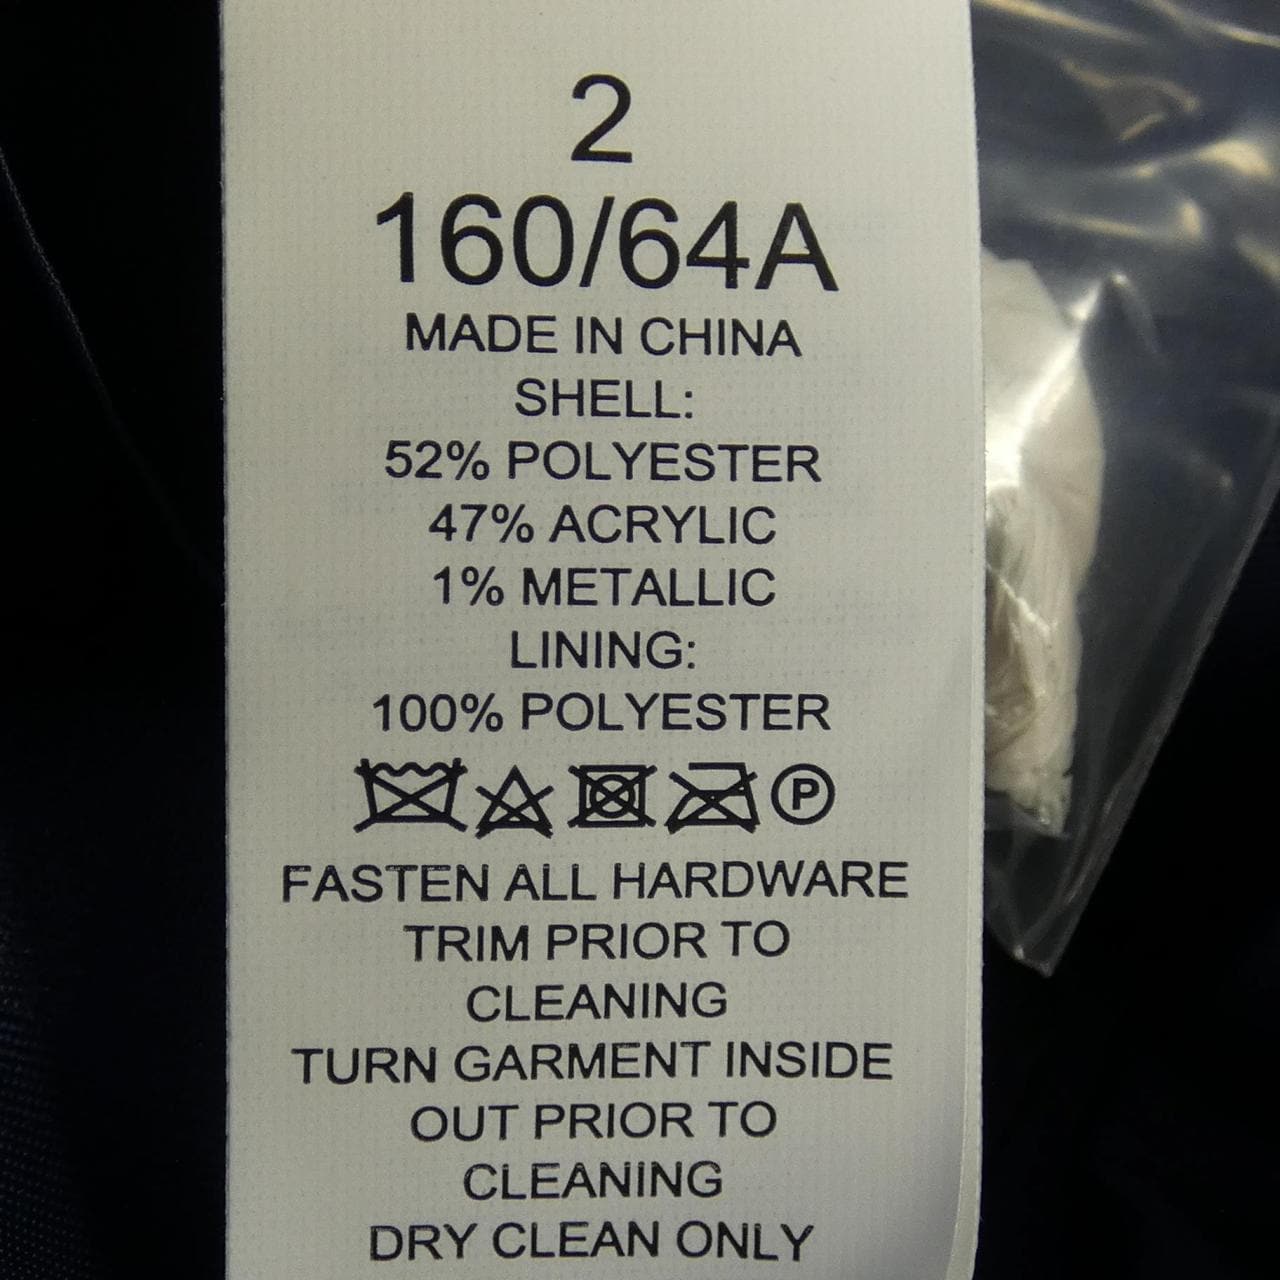 2
160/64A
MADE IN CHINA
SHELL:
52% POLYESTER
47% ACRYLIC
1% METALLIC
LINING:
100% POLYESTER
P
FASTEN ALL HARDWARE
TRIM PRIOR TO
CLEANING
TURN GARMENT INSIDE
OUT PRIOR TO
CLEANING
DRY CLEAN ONLY